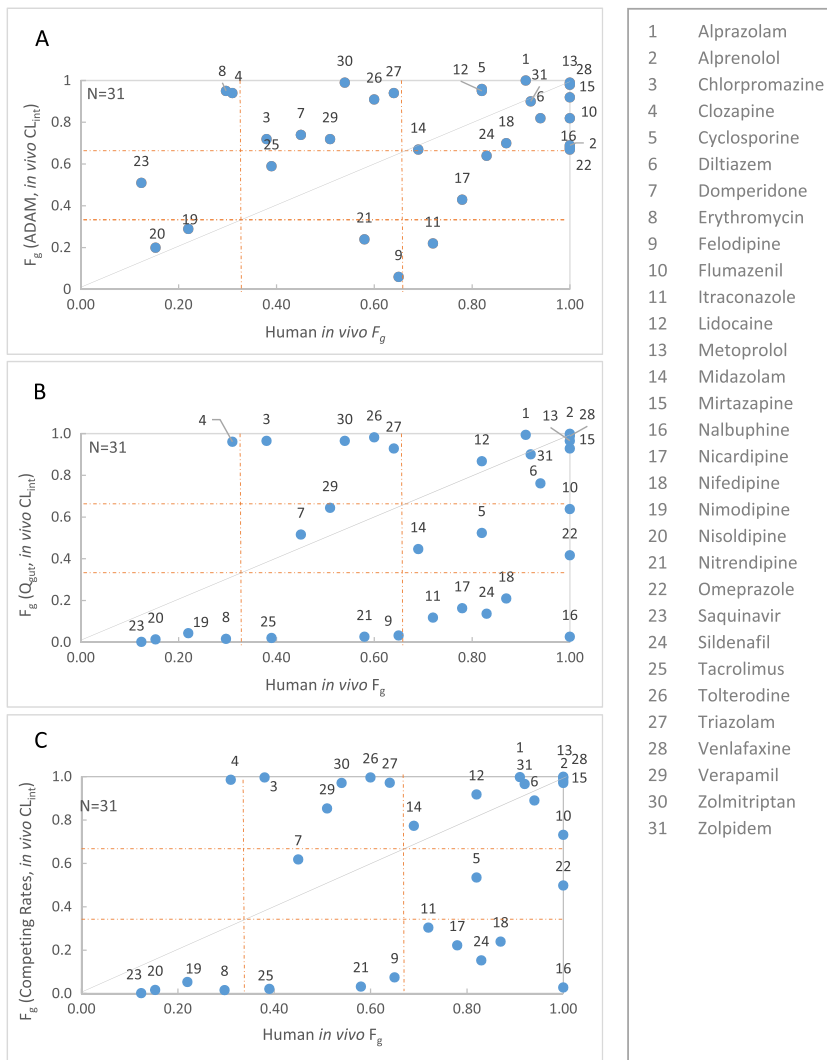 A
N=31
F_g (ADAM, in vivo CL_int)
1
0.8
0.6
0.4
0.2
0
0.00 0.20 0.40 0.60 0.80 1.00
Human in vivo F_g
8 4 30 26 27 12 5 1 31 13 28
15
6
10
3 25 7 29 14 24 18 16 2
22
23
17
20 19 21 9 11
B
N=31
F_g (Q_gut, in vivo CL_int)
1.0
0.8
0.6
0.4
0.2
0.0
0.00 0.20 0.40 0.60 0.80 1.00
Human in vivo F_g
4 3 30 26 27 12 1 13 2 28
31 15
6
10
7 29 14 5 22
23 20 19 8 25 21 9 11 17 24 18 16
C
N=31
F_g (Competing Rates, in vivo CL_int)
1.0
0.8
0.6
0.4
0.2
0.0
0.00 0.20 0.40 0.60 0.80 1.00
Human in vivo F_g
4 3 30 26 27 12 1 13 28
31 2
6 15
29 14 10
7 5 22
11 17 24 18
23 20 19 8 25 21 9 16
1 Alprazolam
2 Alprenolol
3 Chlorpromazine
4 Clozapine
5 Cyclosporine
6 Diltiazem
7 Domperidone
8 Erythromycin
9 Felodipine
10 Flumazenil
11 Itraconazole
12 Lidocaine
13 Metoprolol
14 Midazolam
15 Mirtazapine
16 Nalbuphine
17 Nicardipine
18 Nifedipine
19 Nimodipine
20 Nisoldipine
21 Nitrendipine
22 Omeprazole
23 Saquinavir
24 Sildenafil
25 Tacrolimus
26 Tolterodine
27 Triazolam
28 Venlafaxine
29 Verapamil
30 Zolmitriptan
31 Zolpidem